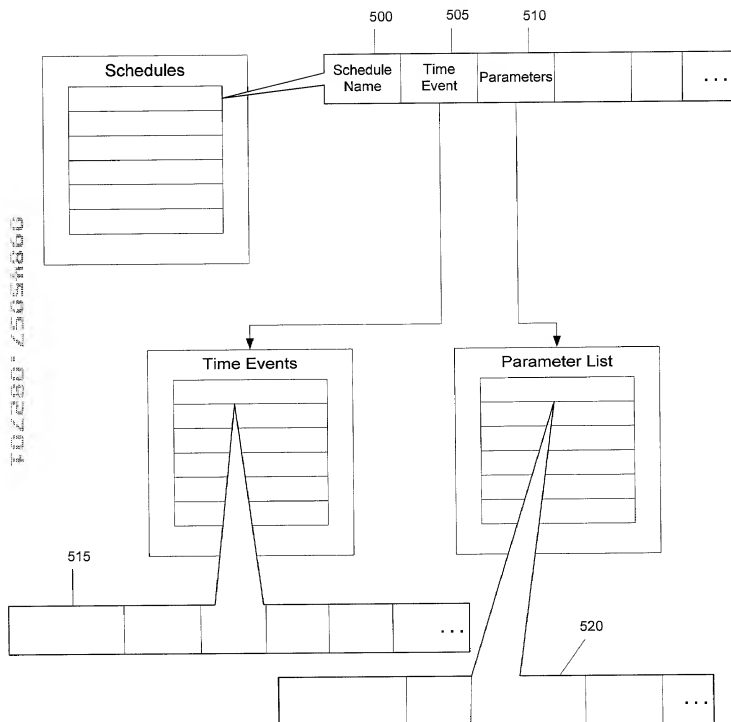 500 505 510
Schedules
Schedule Name
Time Event
Parameters
...
Time Events
Parameter List
515
...
520
...